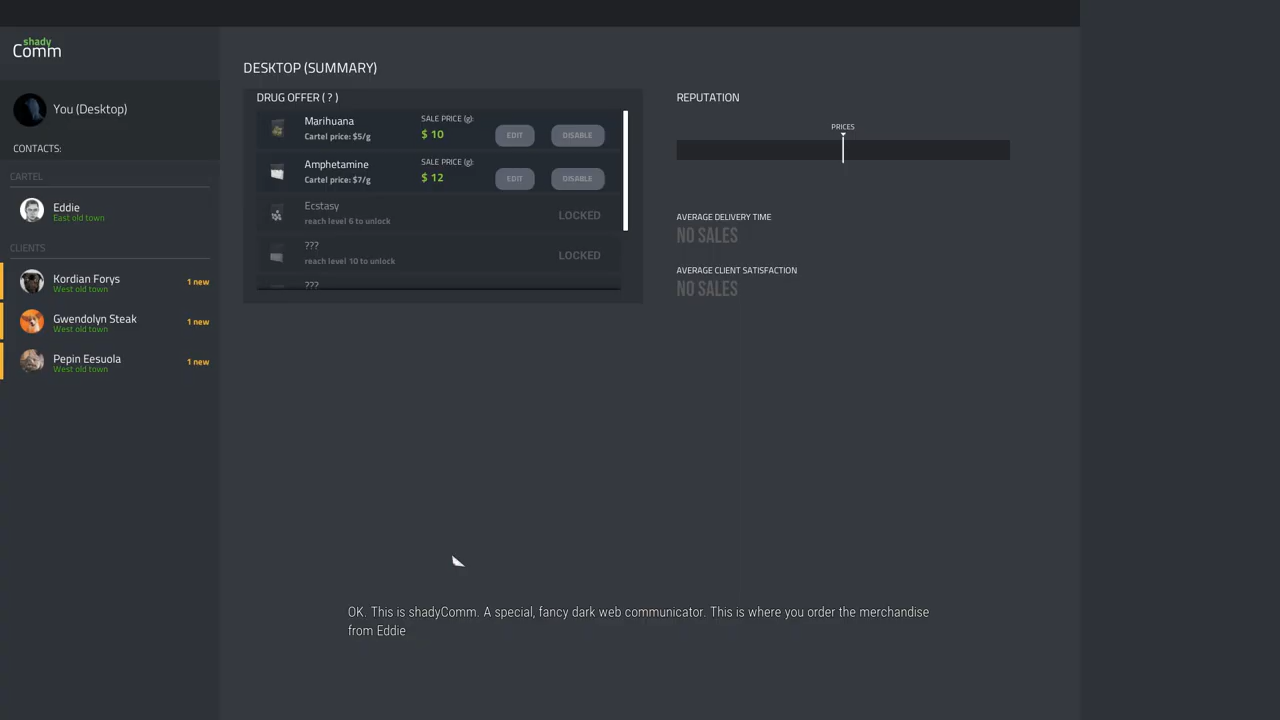 shady
Comm
You (Desktop)
CONTACTS:
CARTEL
Eddie
East old town
CLIENTS
Kordian Forys
West old town
1 new
Gwendolyn Steak
West old town
1 new
Pepin Eesuola
West old town
1 new
DESKTOP (SUMMARY)
DRUG OFFER ( ? )
Marihuana
Cartel price: $5/g
SALE PRICE (g):
$ 10
EDIT
DISABLE
Amphetamine
Cartel price: $7/g
SALE PRICE (g):
$ 12
EDIT
DISABLE
Ecstasy
reach level 6 to unlock
LOCKED
???
reach level 10 to unlock
LOCKED
???
REPUTATION
PRICES
AVERAGE DELIVERY TIME
NO SALES
AVERAGE CLIENT SATISFACTION
NO SALES
OK. This is shadyComm. A special, fancy dark web communicator. This is where you order the merchandise
from Eddie